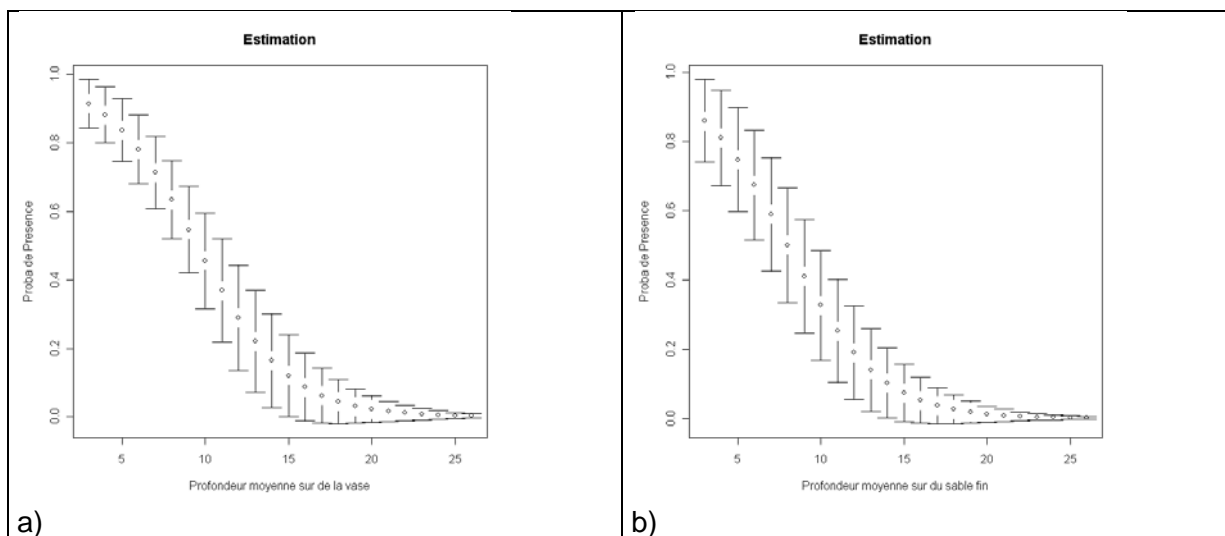 Estimation
Proba de Presence
1.0
0.8
0.6
0.4
0.2
0.0
5 10 15 20 25
Profondeur moyenne sur de la vase
a)
Estimation
Proba de Presence
1.0
0.8
0.6
0.4
0.2
0.0
5 10 15 20 25
Profondeur moyenne sur du sable fin
b)